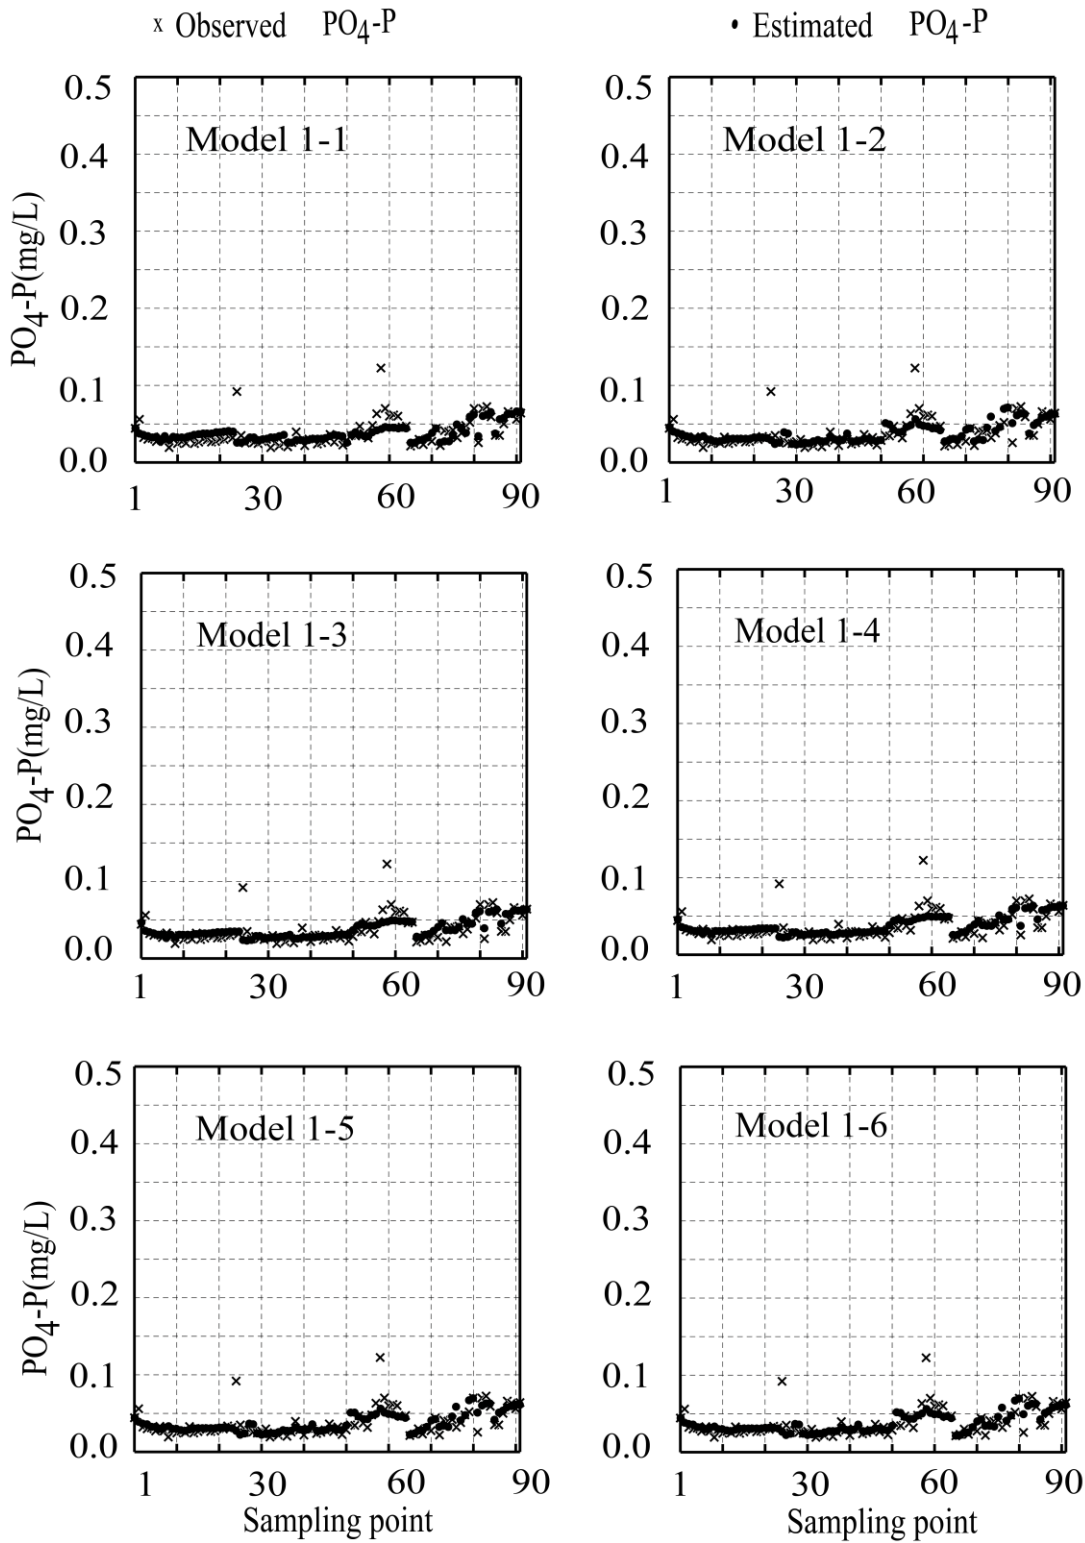 x Observed PO4-P • Estimated PO4-P
0.5 0.5
Model 1-1 Model 1-2
0.4 0.4
0.3 0.3
PO4-P(mg/L)
0.2 0.2
0.1 0.1
0.0 0.0
1 30 60 90 1 30 60 90
0.5 0.5
Model 1-3 Model 1-4
0.4 0.4
0.3 0.3
PO4-P(mg/L)
0.2 0.2
0.1 0.1
0.0 0.0
1 30 60 90 1 30 60 90
0.5 0.5
Model 1-5 Model 1-6
0.4 0.4
0.3 0.3
PO4-P(mg/L)
0.2 0.2
0.1 0.1
0.0 0.0
1 30 60 90 1 30 60 90
Sampling point Sampling point